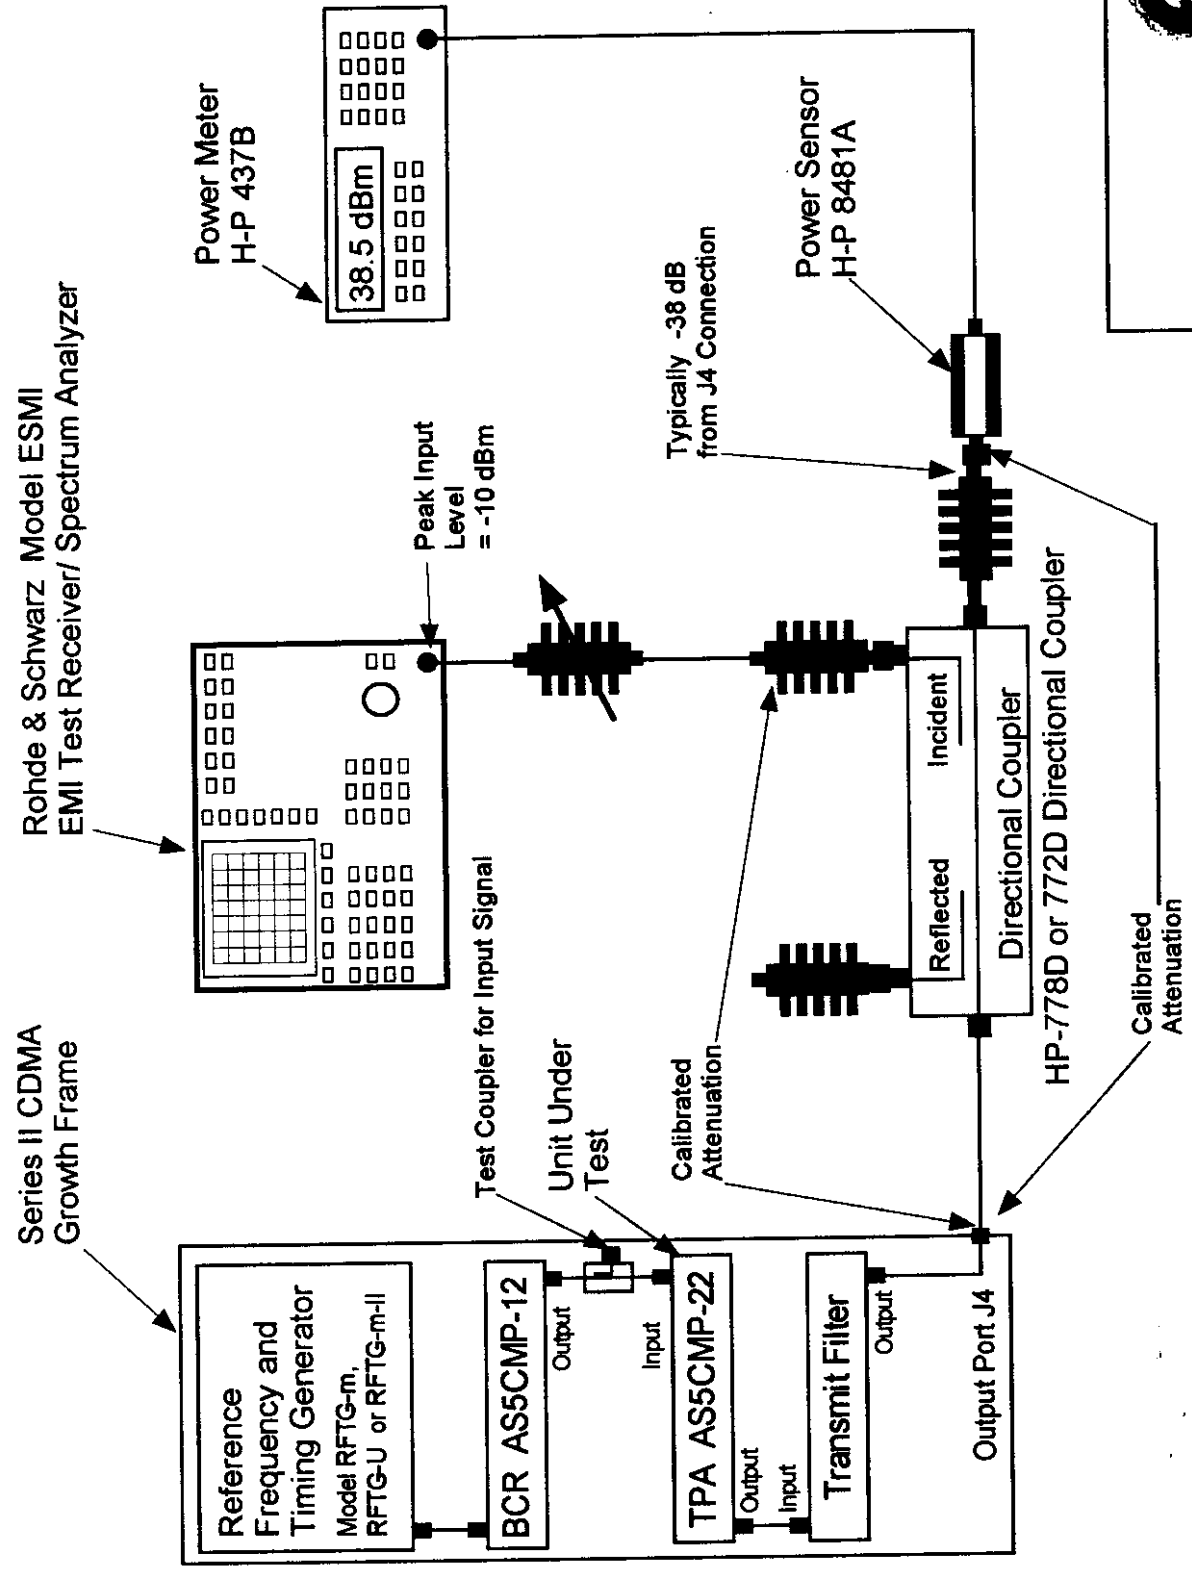 Series II CDMA
Growth Frame
Rohde & Schwarz Model ESMI
EMI Test Receiver/ Spectrum Analyzer
Power Meter
H-P 437B
38.5 dBm
Reference
Frequency and
Timing Generator
Model RFTG-m,
RFTG-U or RFTG-m-II
BCR AS5CMP-12
Output
Test Coupler for Input Signal
Input
Unit Under
Test
TPA AS5CMP-22
Output
Input
Transmit Filter
Output
Output Port J4
Peak Input
Level
= -10 dBm
Calibrated
Attenuation
Typically -38 dB
from J4 Connection
Power Sensor
H-P 8481A
Reflected
Incident
Directional Coupler
HP-778D or 772D Directional Coupler
Calibrated
Attenuation